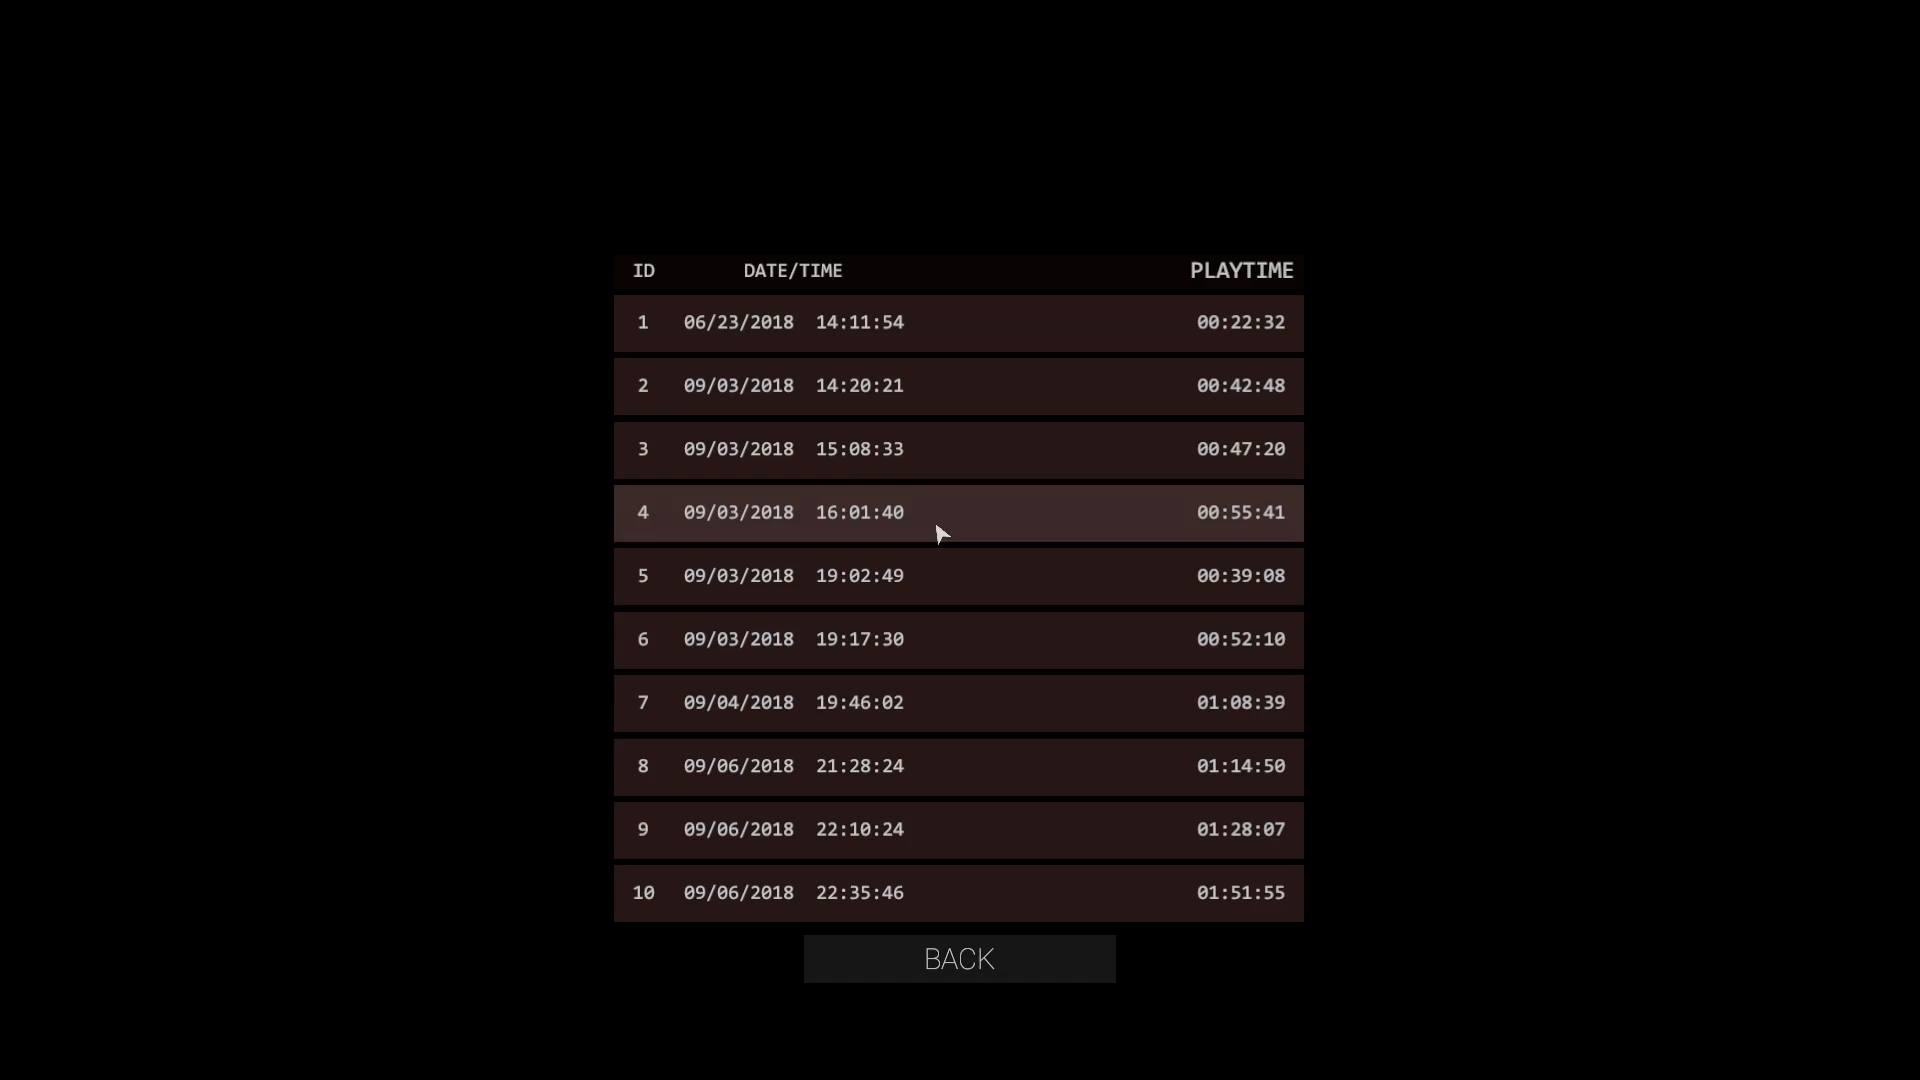 ID DATE/TIME PLAYTIME
1 06/23/2018 14:11:54 00:22:32
2 09/03/2018 14:20:21 00:42:48
3 09/03/2018 15:08:33 00:47:20
4 09/03/2018 16:01:40 00:55:41
5 09/03/2018 19:02:49 00:39:08
6 09/03/2018 19:17:30 00:52:10
7 09/04/2018 19:46:02 01:08:39
8 09/06/2018 21:28:24 01:14:50
9 09/06/2018 22:10:24 01:28:07
10 09/06/2018 22:35:46 01:51:55
BACK